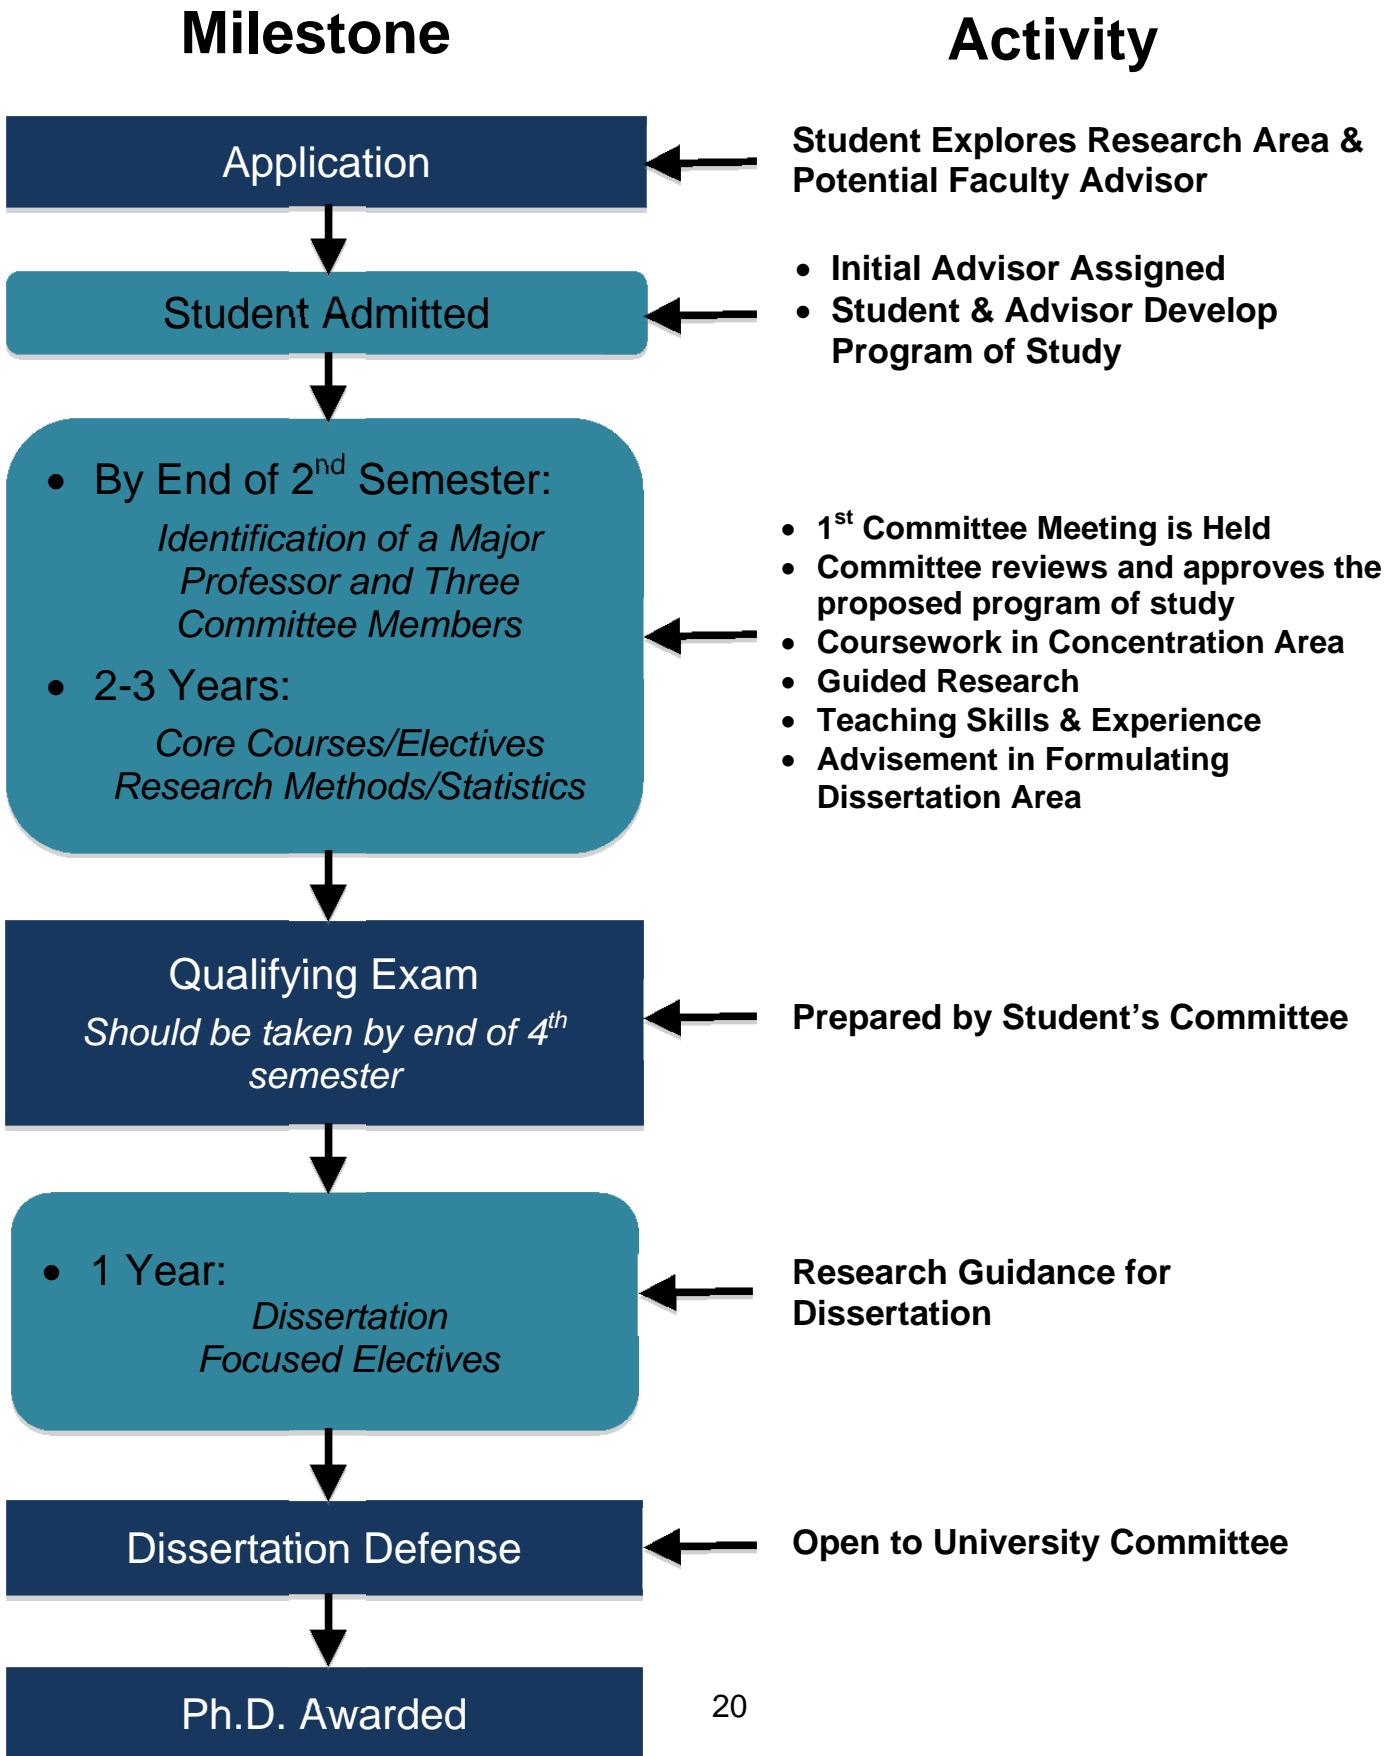 Milestone
Activity
Application
Student Explores Research Area &
Potential Faculty Advisor
Student Admitted
• Initial Advisor Assigned
• Student & Advisor Develop
Program of Study
• By End of 2nd Semester:
Identification of a Major
Professor and Three
Committee Members
• 2-3 Years:
Core Courses/Electives
Research Methods/Statistics
• 1st Committee Meeting is Held
• Committee reviews and approves the
proposed program of study
• Coursework in Concentration Area
• Guided Research
• Teaching Skills & Experience
• Advisement in Formulating
Dissertation Area
Qualifying Exam
Should be taken by end of 4th
semester
Prepared by Student’s Committee
• 1 Year:
Dissertation
Focused Electives
Research Guidance for
Dissertation
Dissertation Defense
Open to University Committee
Ph.D. Awarded
20